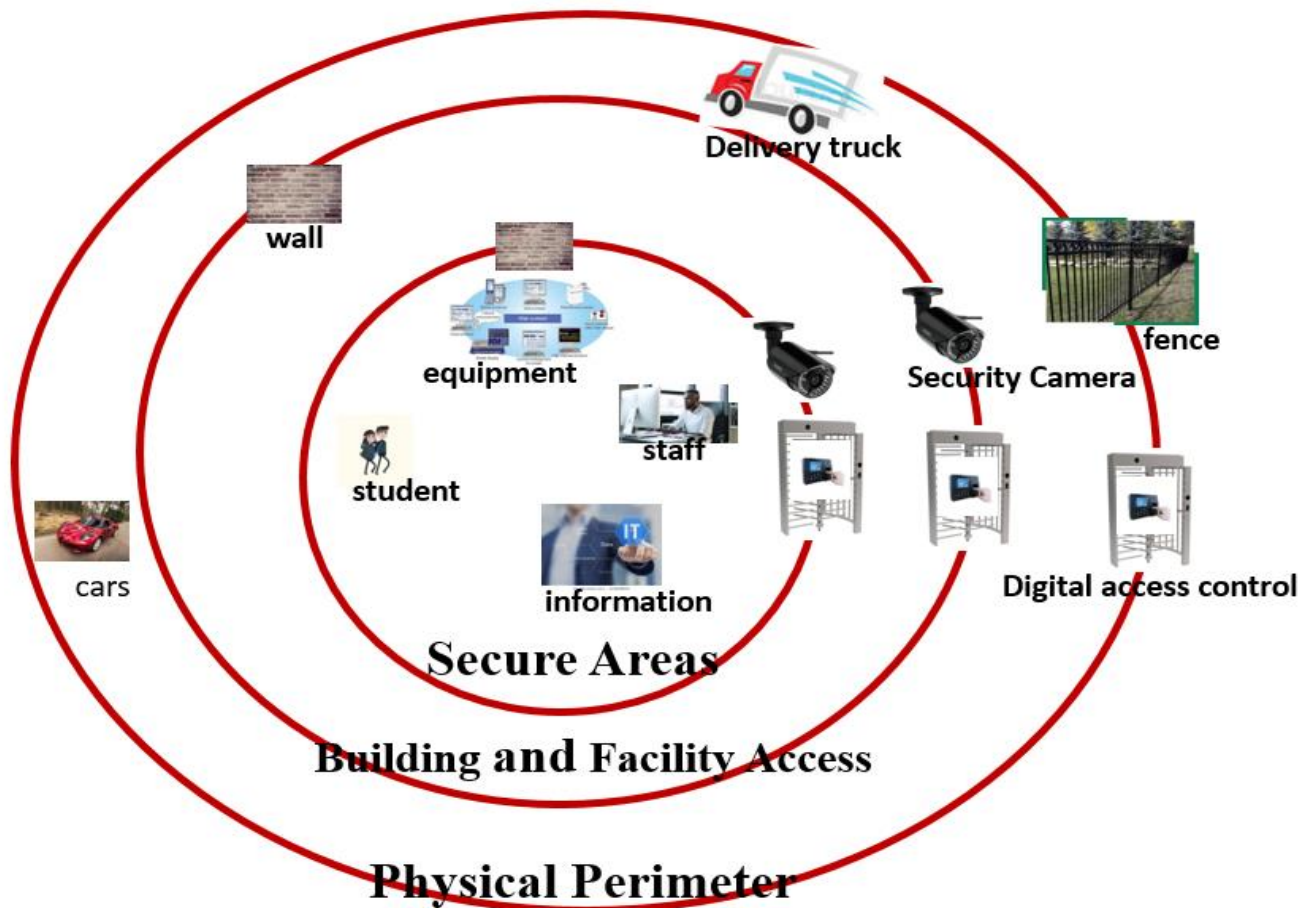 Delivery truck
wall
fence
Security Camera
equipment
staff
student
IT
cars
Digital access control
information
Secure Areas
Building and Facility Access
Physical Perimeter